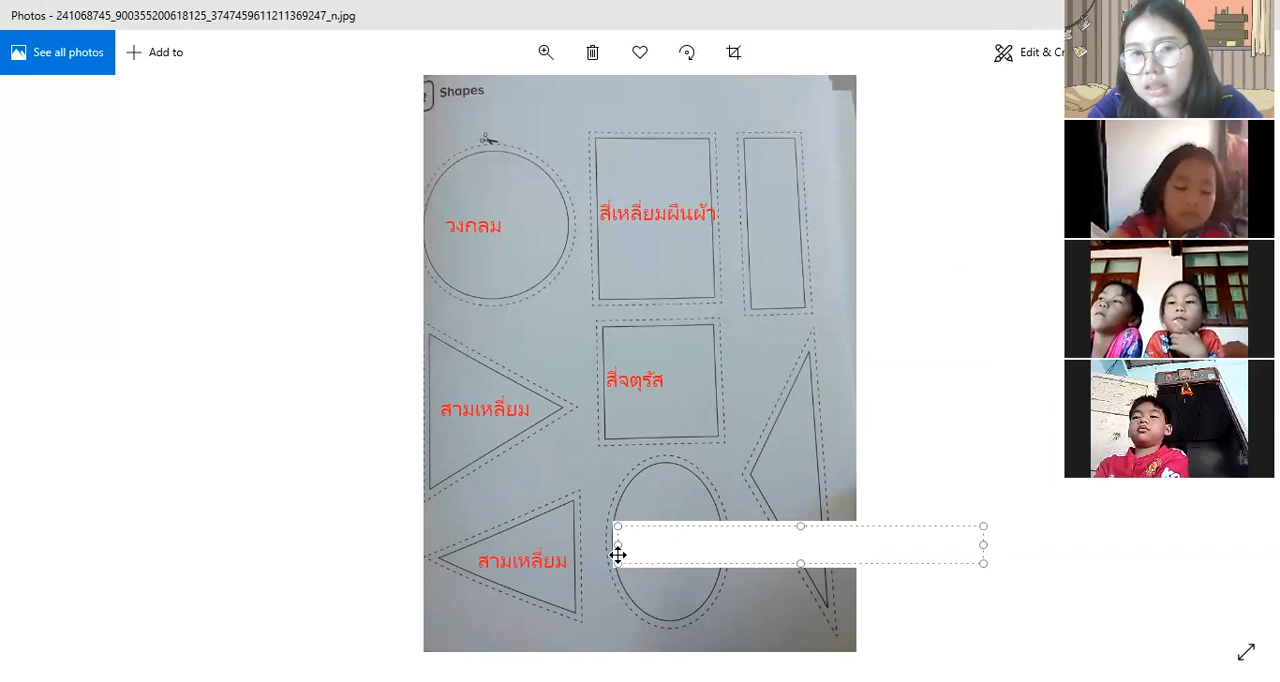 Photos - 241068745_900355200618125_3747459611211369247_n.jpg
See all photos
Add to
Edit & Cr
Shapes
วงกลม
สี่เหลี่ยมผืนผ้า
สามเหลี่ยม
สี่จตุรัส
สามเหลี่ยม